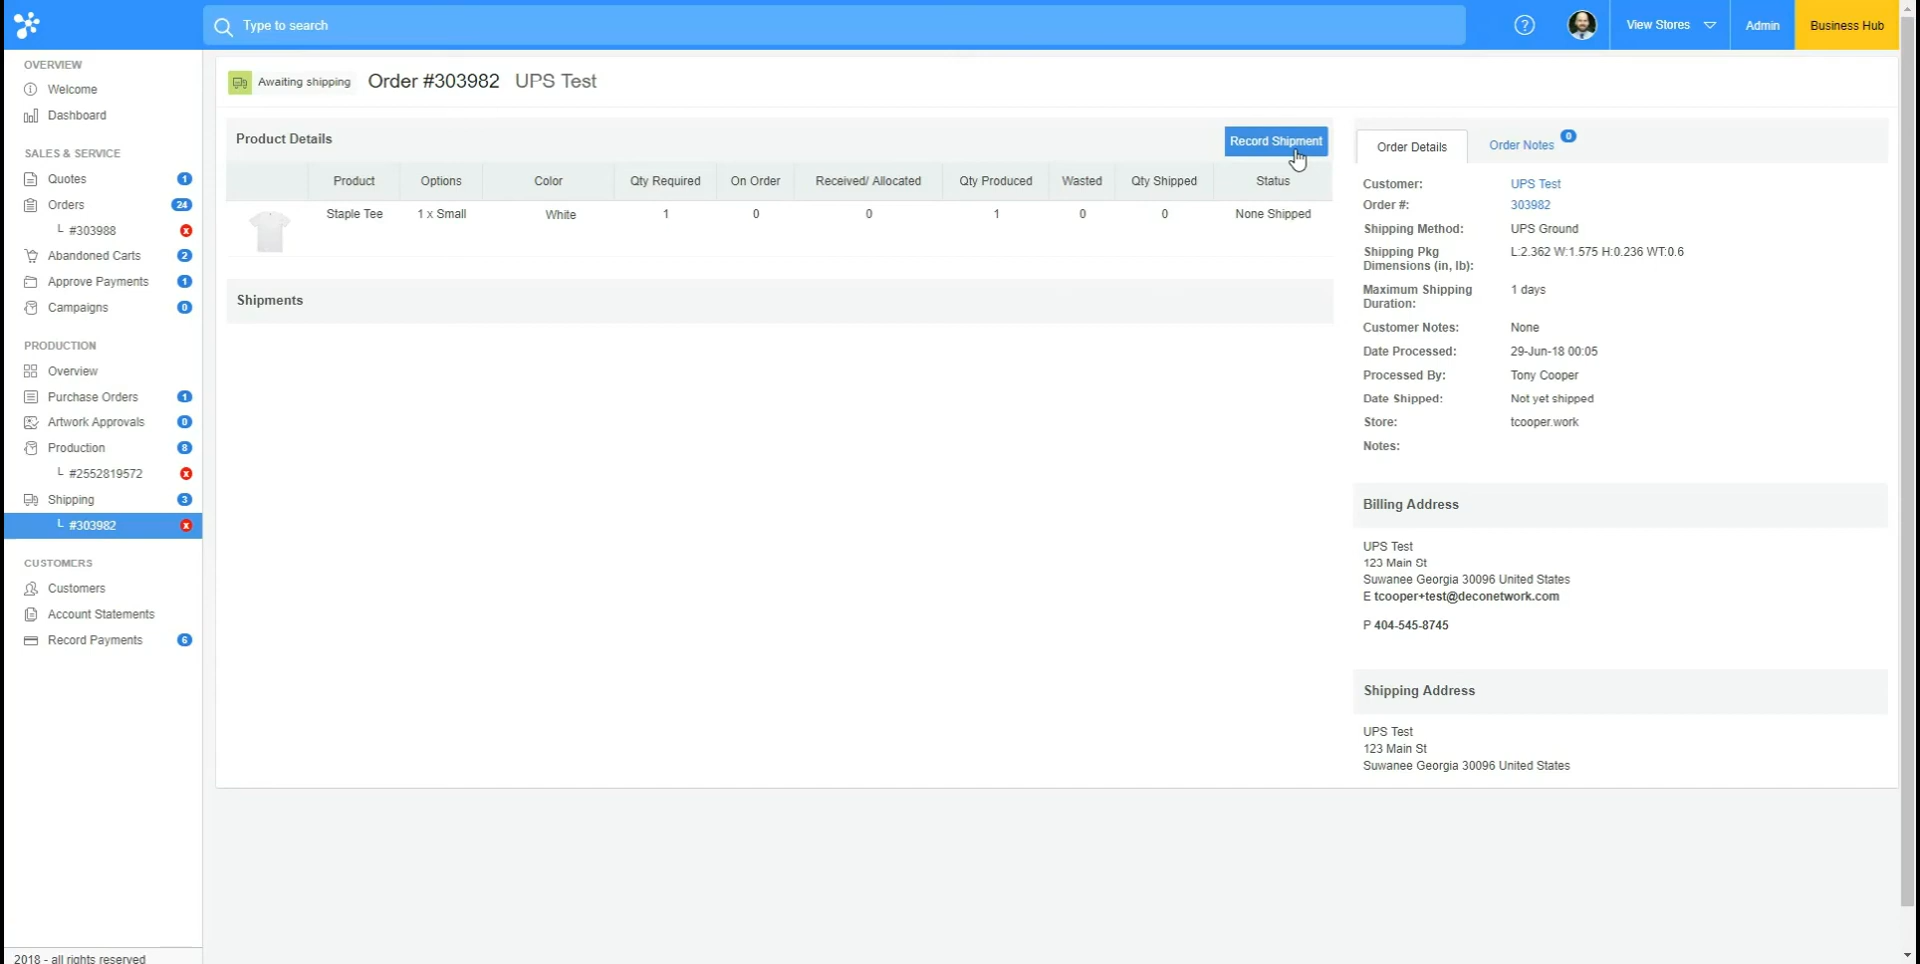 Type to search
?
View Stores
Admin
Business Hub
OVERVIEW
Welcome
Dashboard
SALES & SERVICE
Quotes 1
Orders 24
#303988 x
Abandoned Carts 2
Approve Payments 1
Campaigns 0
PRODUCTION
Overview
Purchase Orders 1
Artwork Approvals 0
Production 8
#2552819572 x
Shipping 3
#303982 x
CUSTOMERS
Customers
Account Statements
Record Payments 6
2018 - all rights reserved
Awaiting shipping Order #303982 UPS Test
Product Details
Record Shipment
Product Options Color Qty Required On Order Received/ Allocated Qty Produced Wasted Qty Shipped Status
Staple Tee 1 x Small White 1 0 0 1 0 0 None Shipped
Shipments
Order Details
Order Notes 0
Customer: UPS Test
Order #: 303982
Shipping Method: UPS Ground
Shipping Pkg L:2.362 W:1.575 H:0.236 WT:0.6
Dimensions (in, lb):
Maximum Shipping 1 days
Duration:
Customer Notes: None
Date Processed: 29-Jun-18 00:05
Processed By: Tony Cooper
Date Shipped: Not yet shipped
Store: tcooper.work
Notes:
Billing Address
UPS Test
123 Main St
Suwanee Georgia 30096 United States
E tcooper+test@deconetwork.com
P 404-545-8745
Shipping Address
UPS Test
123 Main St
Suwanee Georgia 30096 United States